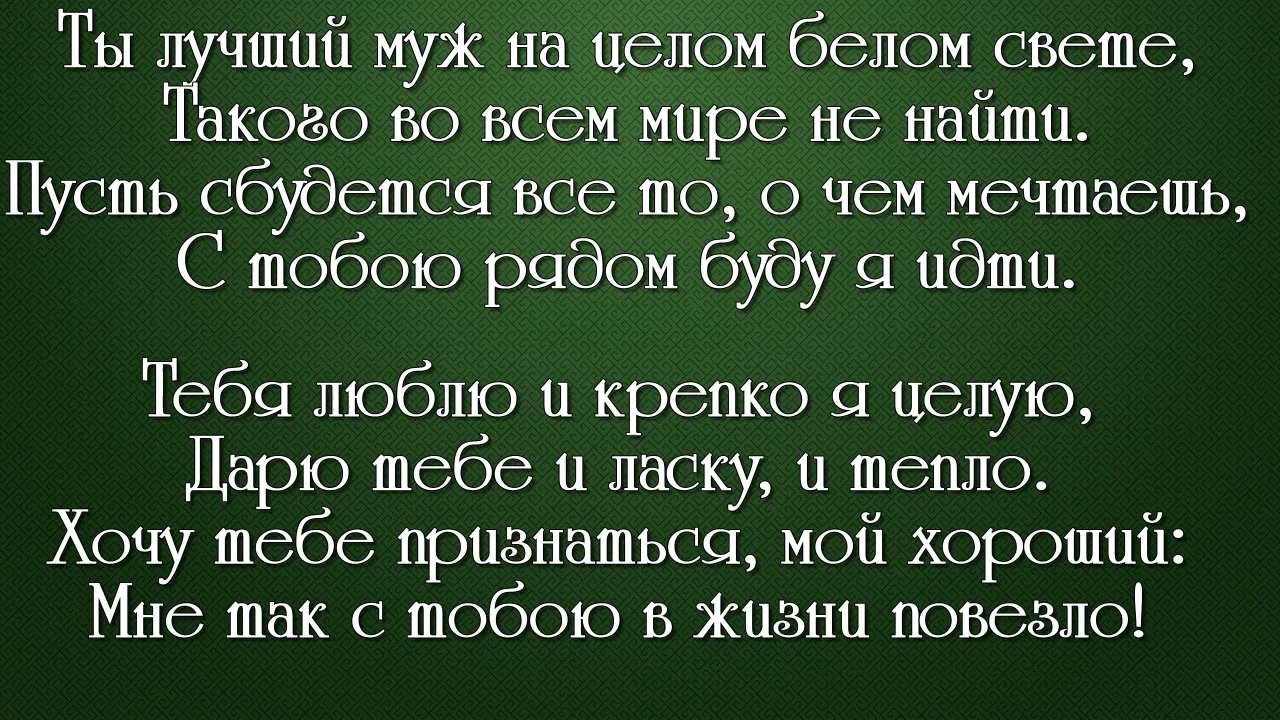 Ты лучший муж на целом белом свете,
Такого во всем мире не найти.
Пусть сбудется все то, о чем мечтаешь,
С тобою рядом буду я идти.
Тебя люблю и крепко я целую,
Дарю тебе и ласку, и тепло.
Хочу тебе признаться, мой хороший:
Мне так с тобою в жизни повезло!